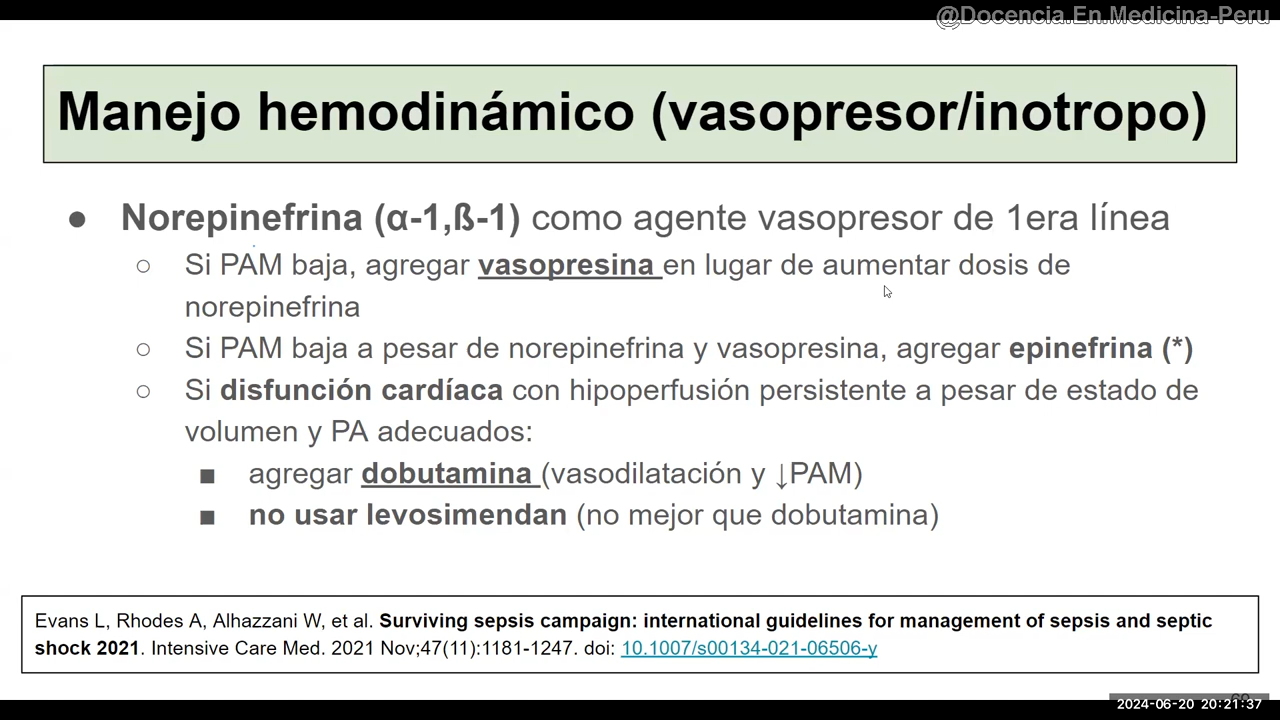 @Docencia.En.Medicina-Peru
Manejo hemodinámico (vasopresor/inotropo)
● Norepinefrina (α-1,ß-1) como agente vasopresor de 1era línea
○ Si PAM baja, agregar vasopresina en lugar de aumentar dosis de
norepinefrina
○ Si PAM baja a pesar de norepinefrina y vasopresina, agregar epinefrina (*)
○ Si disfunción cardíaca con hipoperfusión persistente a pesar de estado de
volumen y PA adecuados:
■ agregar dobutamina (vasodilatación y ↓PAM)
■ no usar levosimendan (no mejor que dobutamina)
Evans L, Rhodes A, Alhazzani W, et al. Surviving sepsis campaign: international guidelines for management of sepsis and septic
shock 2021. Intensive Care Med. 2021 Nov;47(11):1181-1247. doi: 10.1007/s00134-021-06506-y
2024-06-20 20:21:37